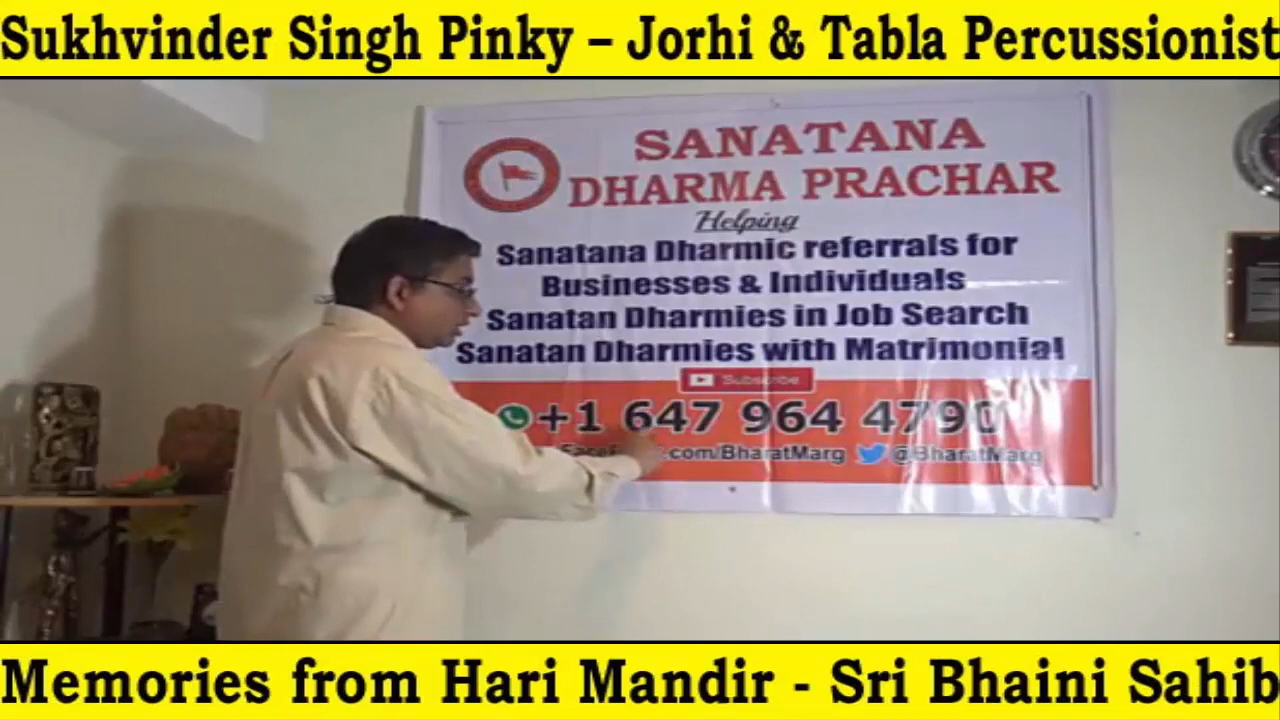 Sukhvinder Singh Pinky – Jorhi & Tabla Percussionist
SANATANA
DHARMA PRACHAR
Helping
Sanatana Dharmic referrals for
Businesses & Individuals
Sanatan Dharmies in Job Search
Sanatan Dharmies with Matrimonial
Subscribe
+1 647 964 4790
.com/BharatMarg @BharatMarg
Memories from Hari Mandir - Sri Bhaini Sahib